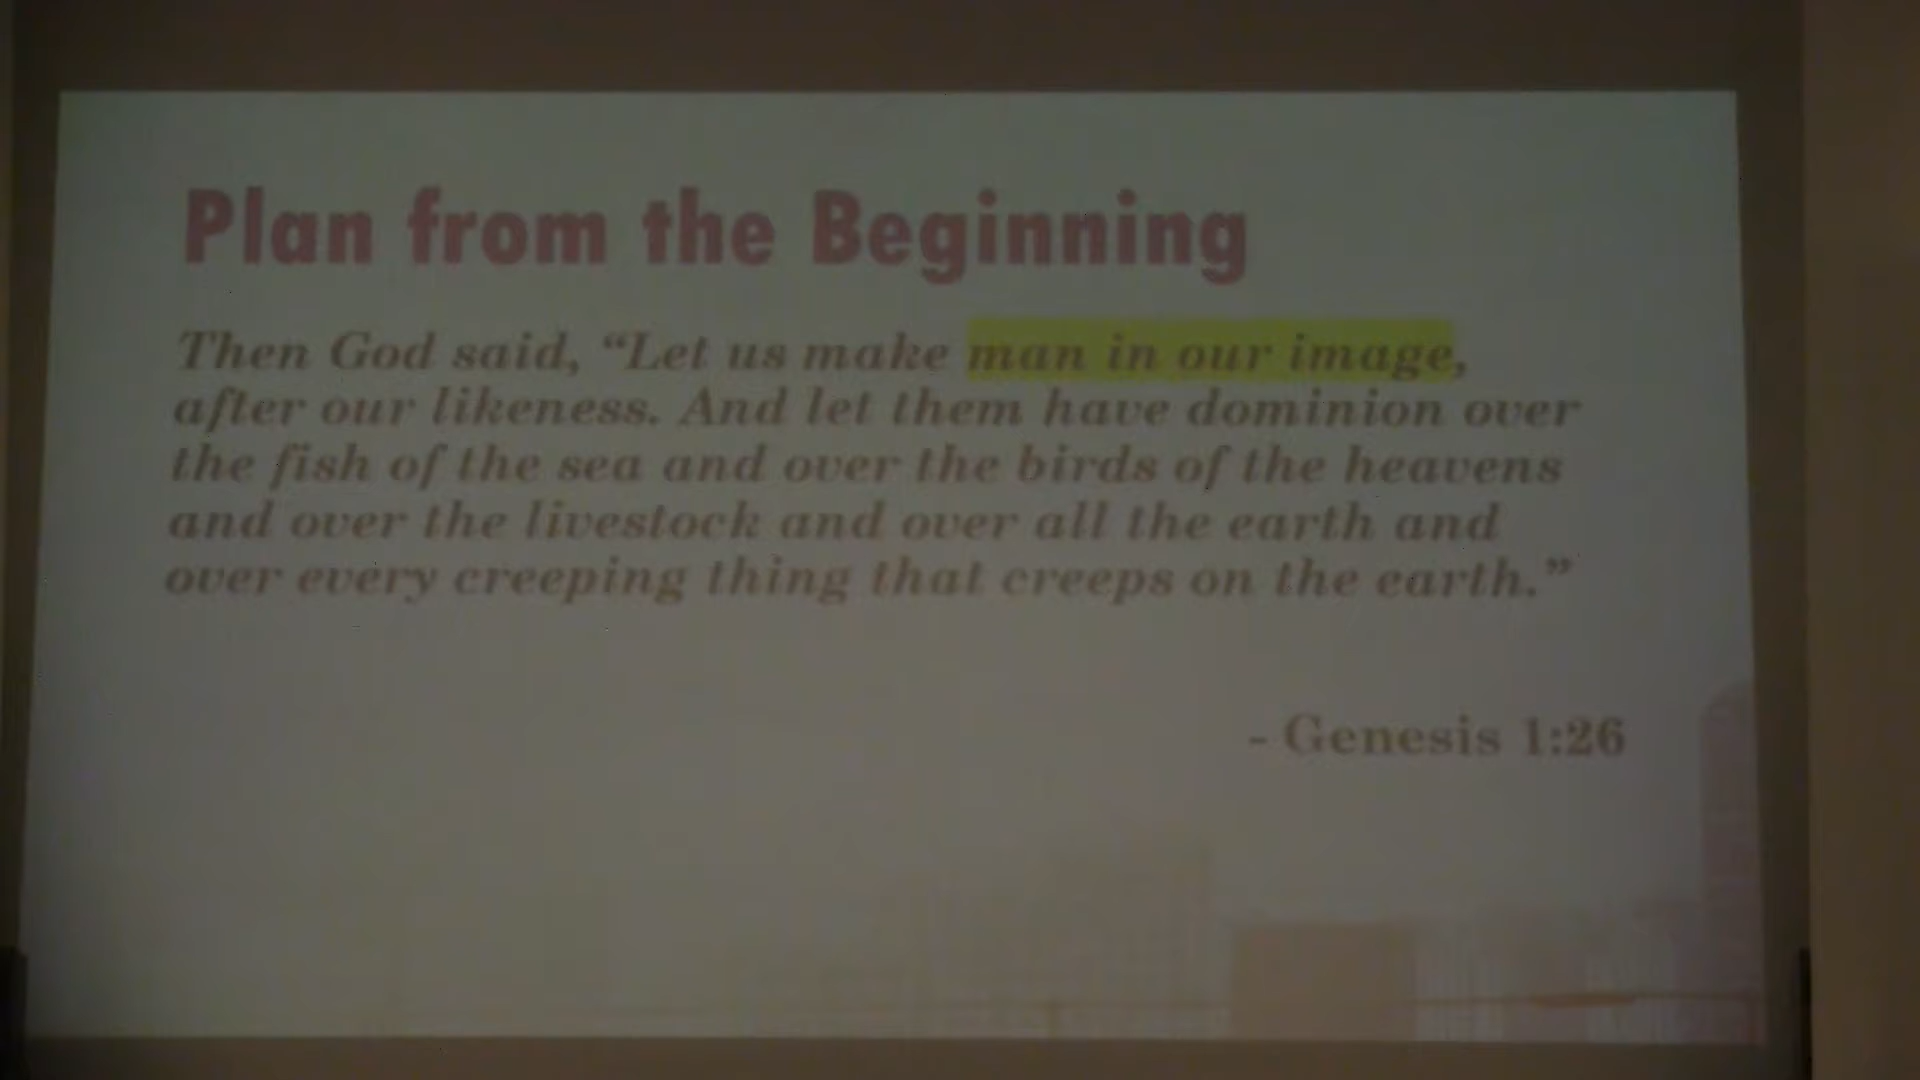 Plan from the Beginning
Then God said, “Let us make man in our image,
after our likeness. And let them have dominion over
the fish of the sea and over the birds of the heavens
and over the livestock and over all the earth and
over every creeping thing that creeps on the earth.”
- Genesis 1:26